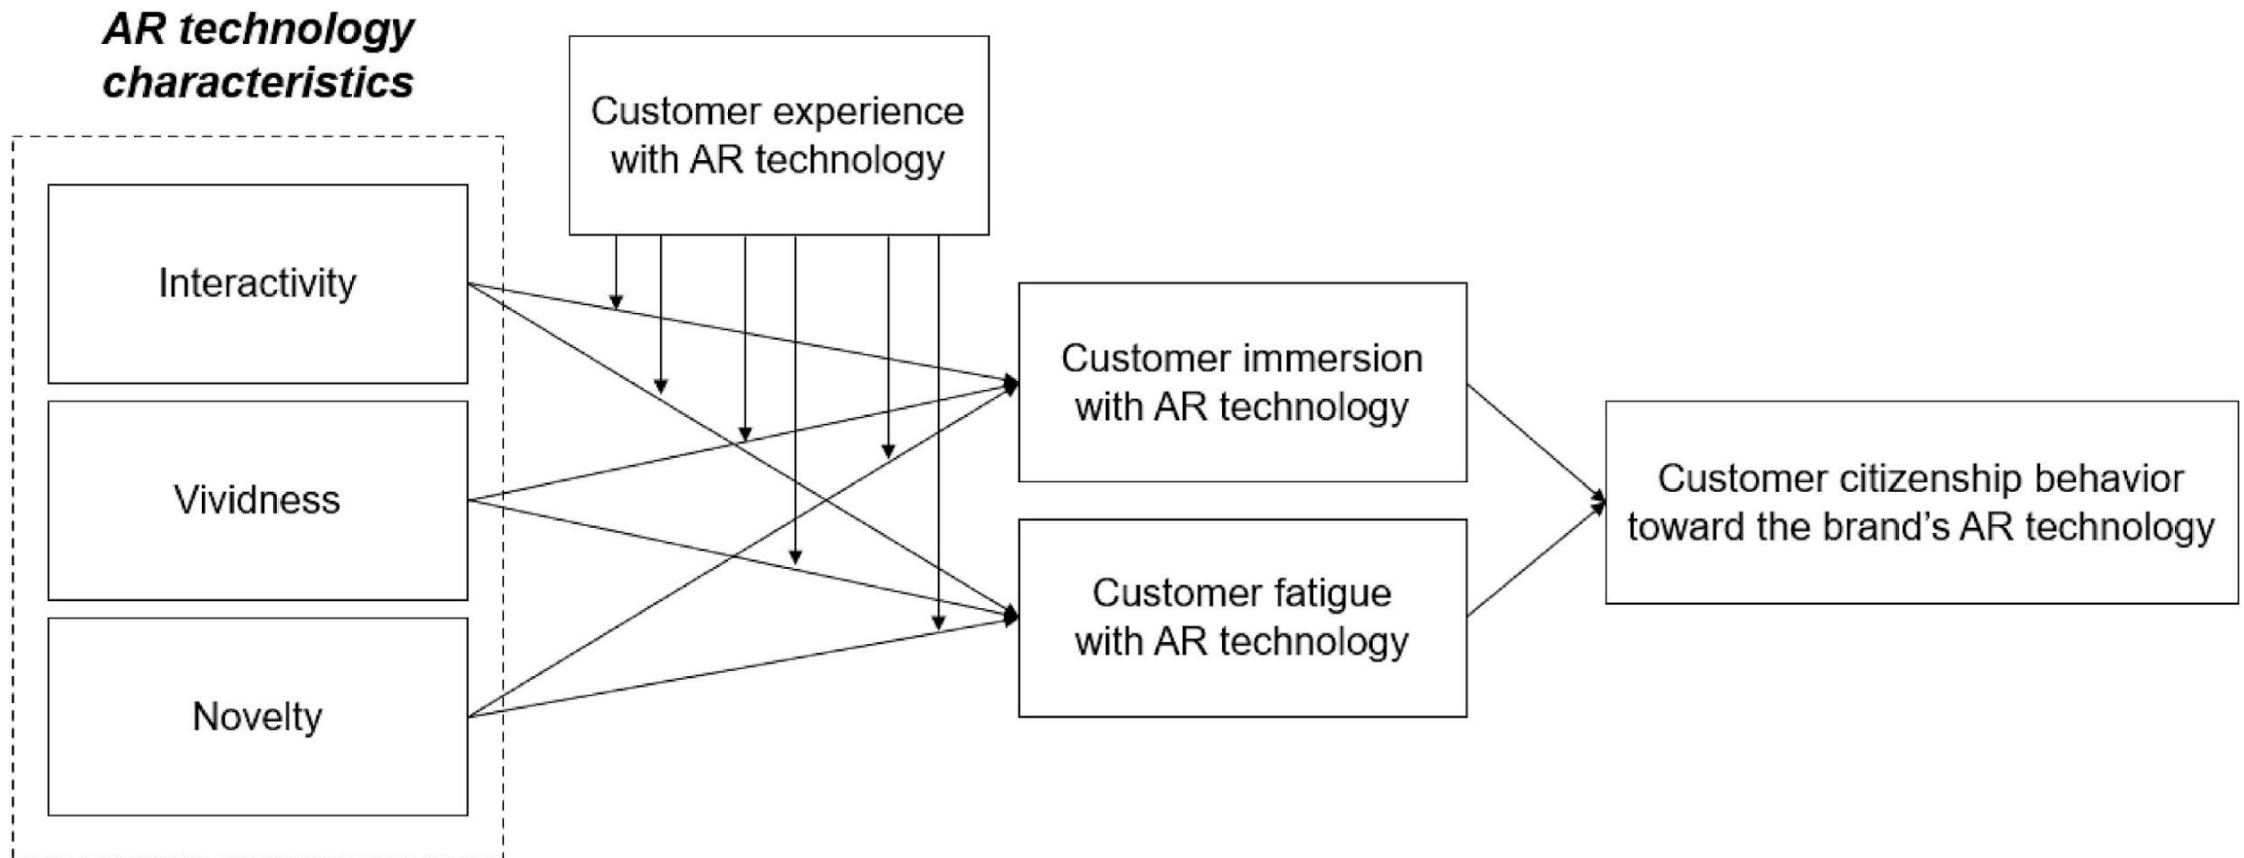 AR technology
characteristics
Customer experience
with AR technology
Interactivity
Vividness
Novelty
Customer immersion
with AR technology
Customer fatigue
with AR technology
Customer citizenship behavior
toward the brand’s AR technology